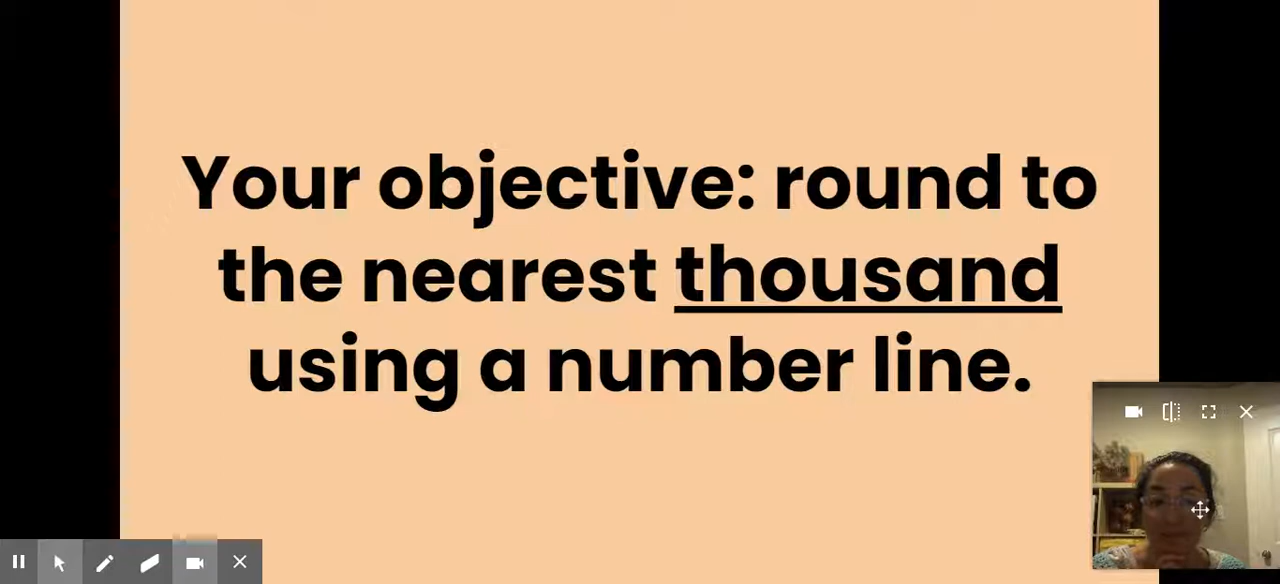 Your objective: round to
the nearest thousand
using a number line.